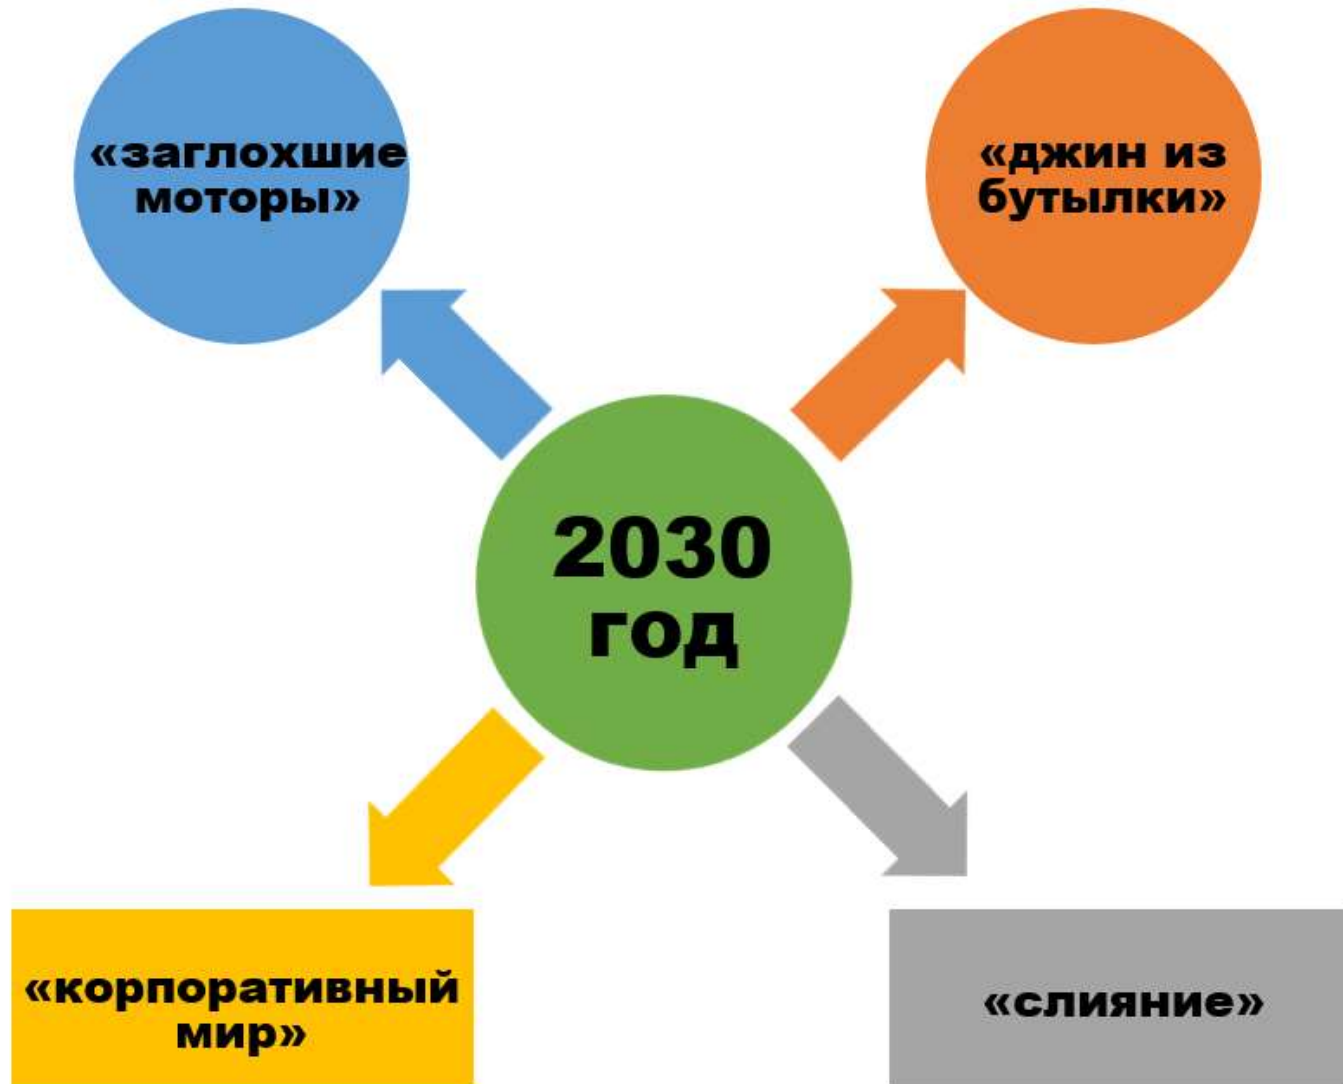 «заглохшие
моторы»
«джин из
бутылки»
2030
год
«корпоративный
мир»
«слияние»